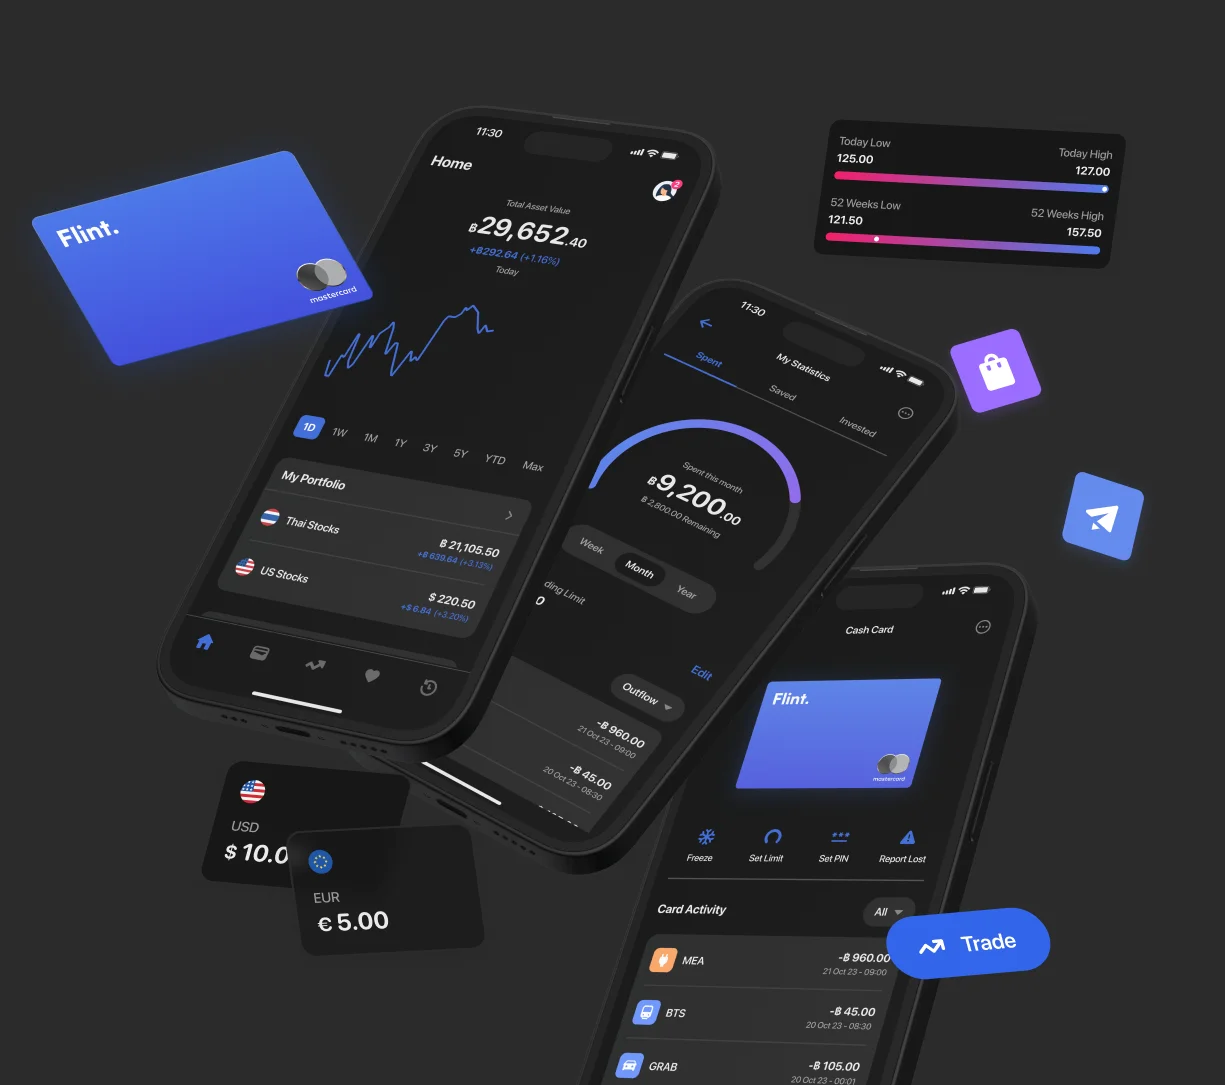 Flint.
mastercard
11:30
Home
2
Total Asset Value
฿29,652.40
+฿292.64 (+1.16%)
Today
1D 1W 1M 1Y 3Y 5Y YTD Max
My Portfolio
Thai Stocks
฿ 21,105.50
+฿ 639.64 (+3.13%)
US Stocks
$ 220.50
+$ 6.84 (+3.20%)
Today Low Today High
125.00 127.00
52 Weeks Low 52 Weeks High
121.50 157.50
11:30
My Statistics
Spent Saved Invested
Spent this month
฿9,200.00
฿ 2,800.00 Remaining
Week Month Year
ding Limit
0
Edit
Outflow
-฿ 960.00
21 Oct 23 - 09:00
-฿ 45.00
20 Oct 23 - 08:30
Cash Card
Flint.
mastercard
Freeze Set Limit Set PIN Report Lost
Card Activity
All
MEA
-฿ 960.00
21 Oct 23 - 09:00
BTS
-฿ 45.00
20 Oct 23 - 08:30
GRAB
-฿ 105.00
20 Oct 23 - 00:01
Trade
USD
$ 10.0
EUR
€ 5.00